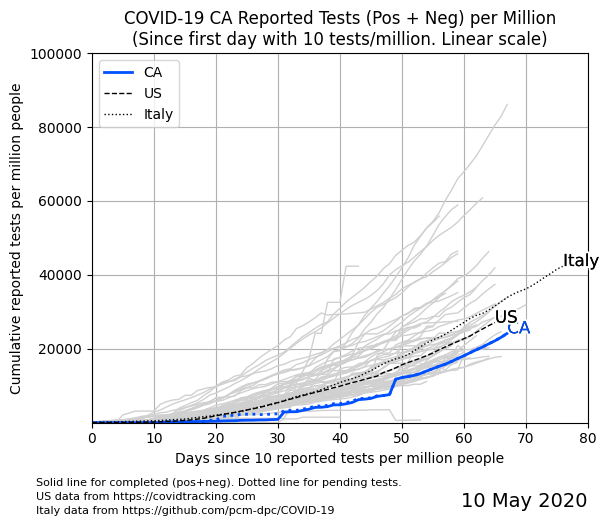 COVID-19 CA Reported Tests (Pos + Neg) per Million
(Since first day with 10 tests/million. Linear scale)
Cumulative reported tests per million people
100000
80000
60000
40000
20000
CA
US
Italy
Italy
US
CA
0 10 20 30 40 50 60 70 80
Days since 10 reported tests per million people
Solid line for completed (pos+neg). Dotted line for pending tests.
US data from https://covidtracking.com
Italy data from https://github.com/pcm-dpc/COVID-19
10 May 2020